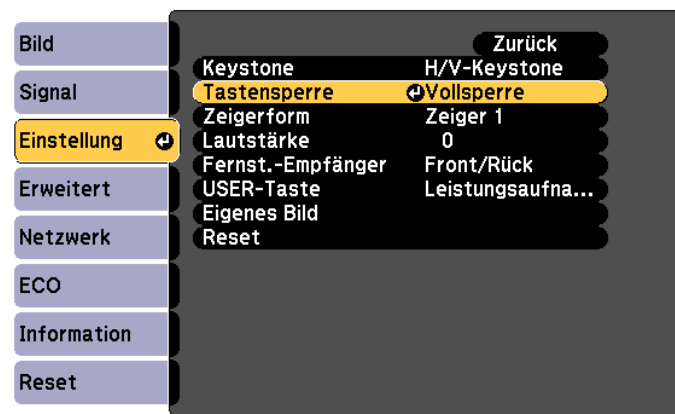 Bild
Signal
Einstellung
Erweitert
Netzwerk
ECO
Information
Reset
Zurück
Keystone H/V-Keystone
Tastensperre Vollsperre
Zeigerform Zeiger 1
Lautstärke 0
Fernst.-Empfänger Front/Rück
USER-Taste Leistungsaufna...
Eigenes Bild
Reset